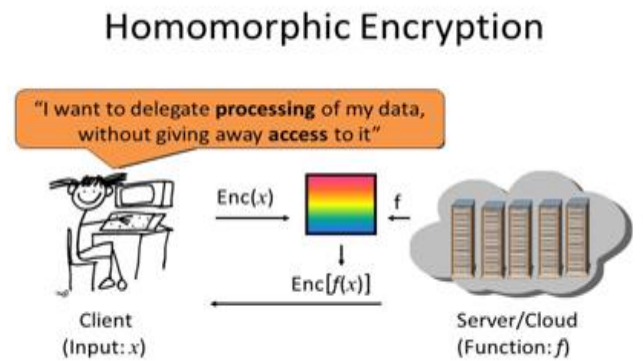 Homomorphic Encryption
“I want to delegate processing of my data,
without giving away access to it”
Enc(x)
f
Enc[f(x)]
Client
(Input: x)
Server/Cloud
(Function: f)